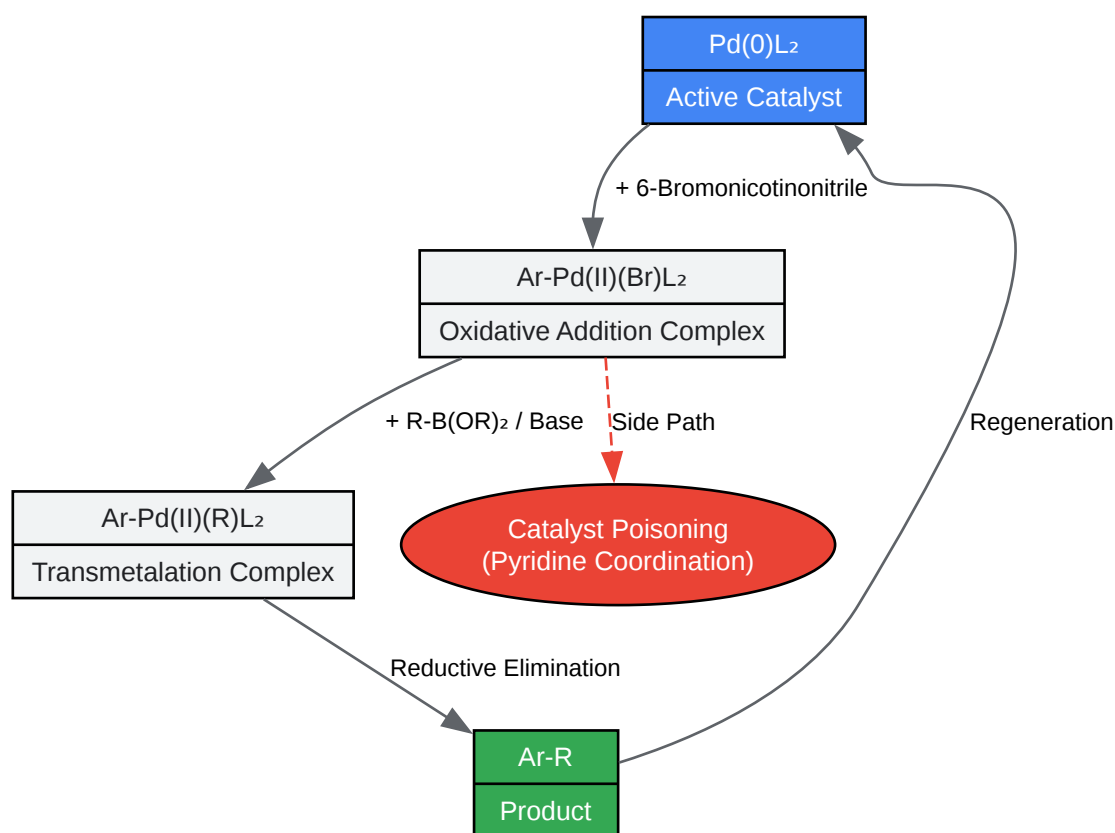 Pd(0)L₂
Active Catalyst
+ 6-Bromonicotinonitrile
Ar-Pd(II)(Br)L₂
Oxidative Addition Complex
+ R-B(OR)₂ / Base
Side Path
Regeneration
Ar-Pd(II)(R)L₂
Transmetalation Complex
Catalyst Poisoning
(Pyridine Coordination)
Reductive Elimination
Ar-R
Product